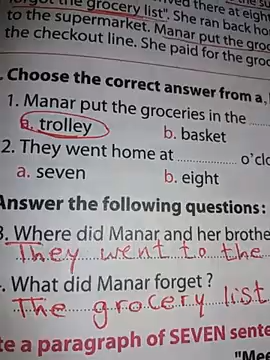 forgot the grocery list". She ran back ho
to the supermarket. Manar put the groc
the checkout line. She paid for the groc
. Choose the correct answer from a,
1. Manar put the groceries in the ..........
a. trolley b. basket
2. They went home at .................. o'clo
a. seven b. eight
Answer the following questions:
3. Where did Manar and her brothe
They went to the
. What did Manar forget ?
The grocery list
te a paragraph of SEVEN sente